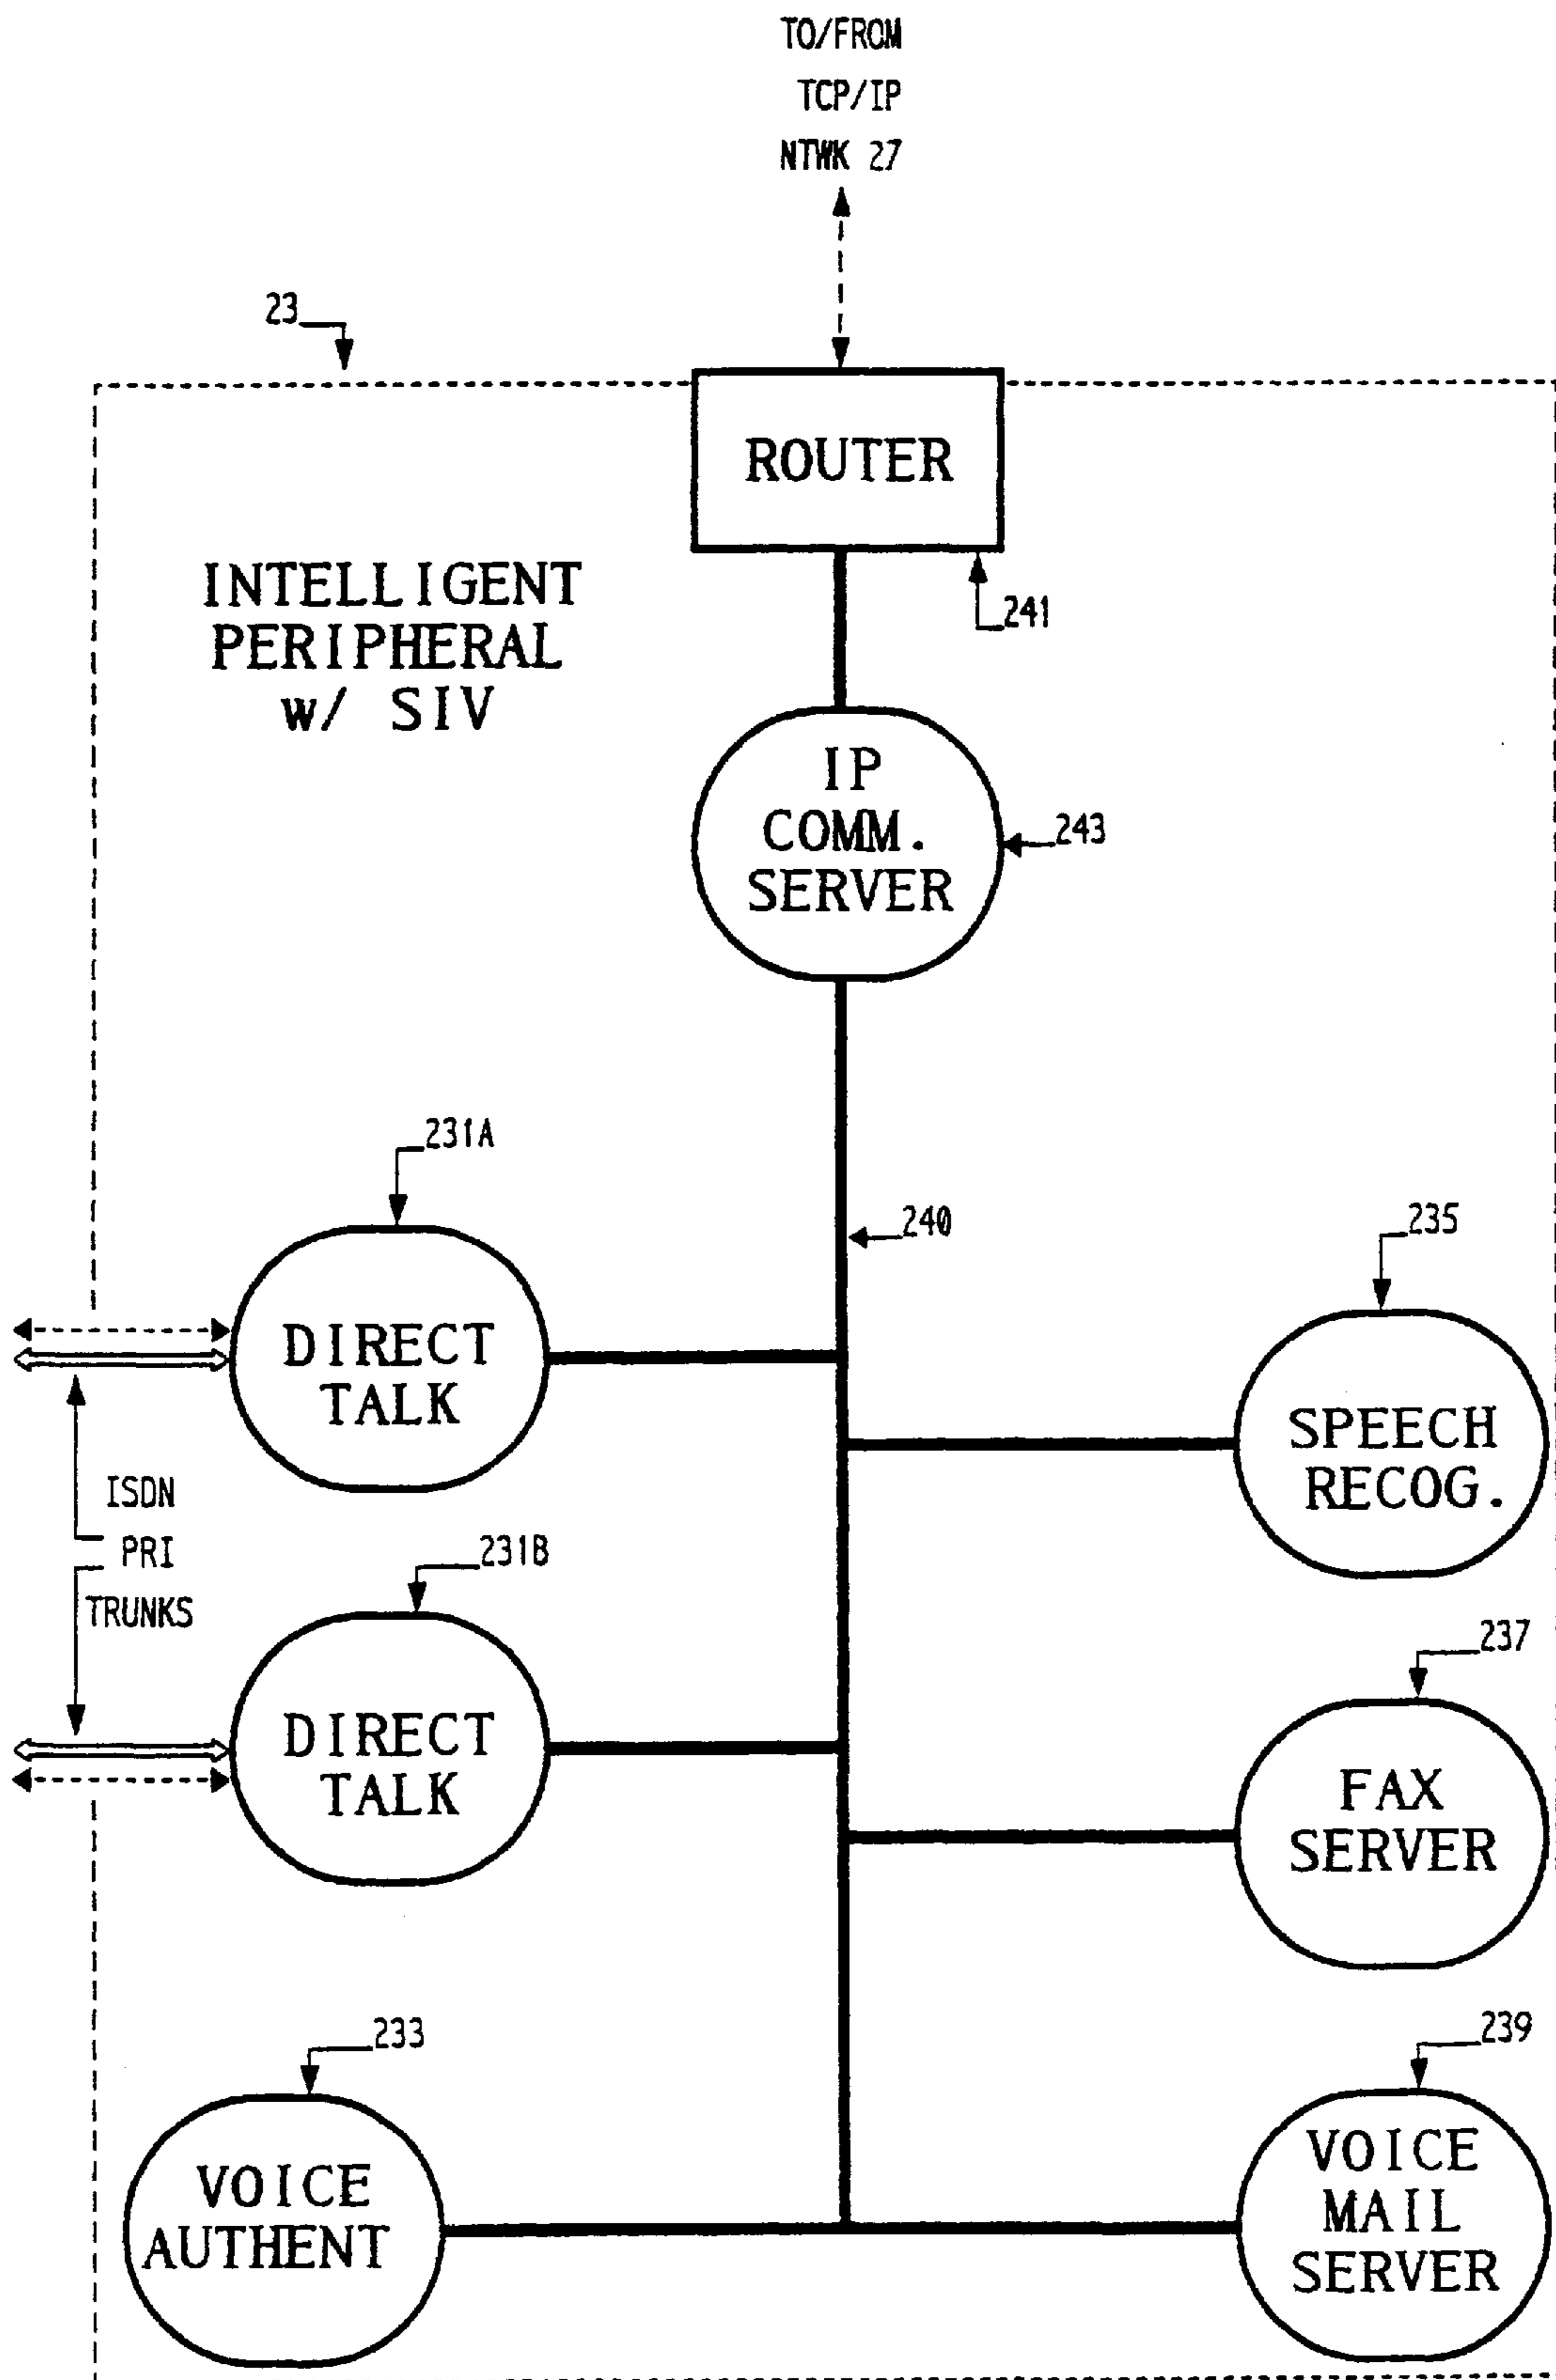 TO/FROM
TCP/IP
NTWK 27
23
ROUTER
241
INTELLIGENT
PERIPHERAL
w/ SIV
IP
COMM.
SERVER
243
231A
240
235
DIRECT
TALK
SPEECH
RECOG.
ISDN
PRI
TRUNKS
231B
237
DIRECT
TALK
FAX
SERVER
233
239
VOICE
AUTHENT
VOICE
MAIL
SERVER